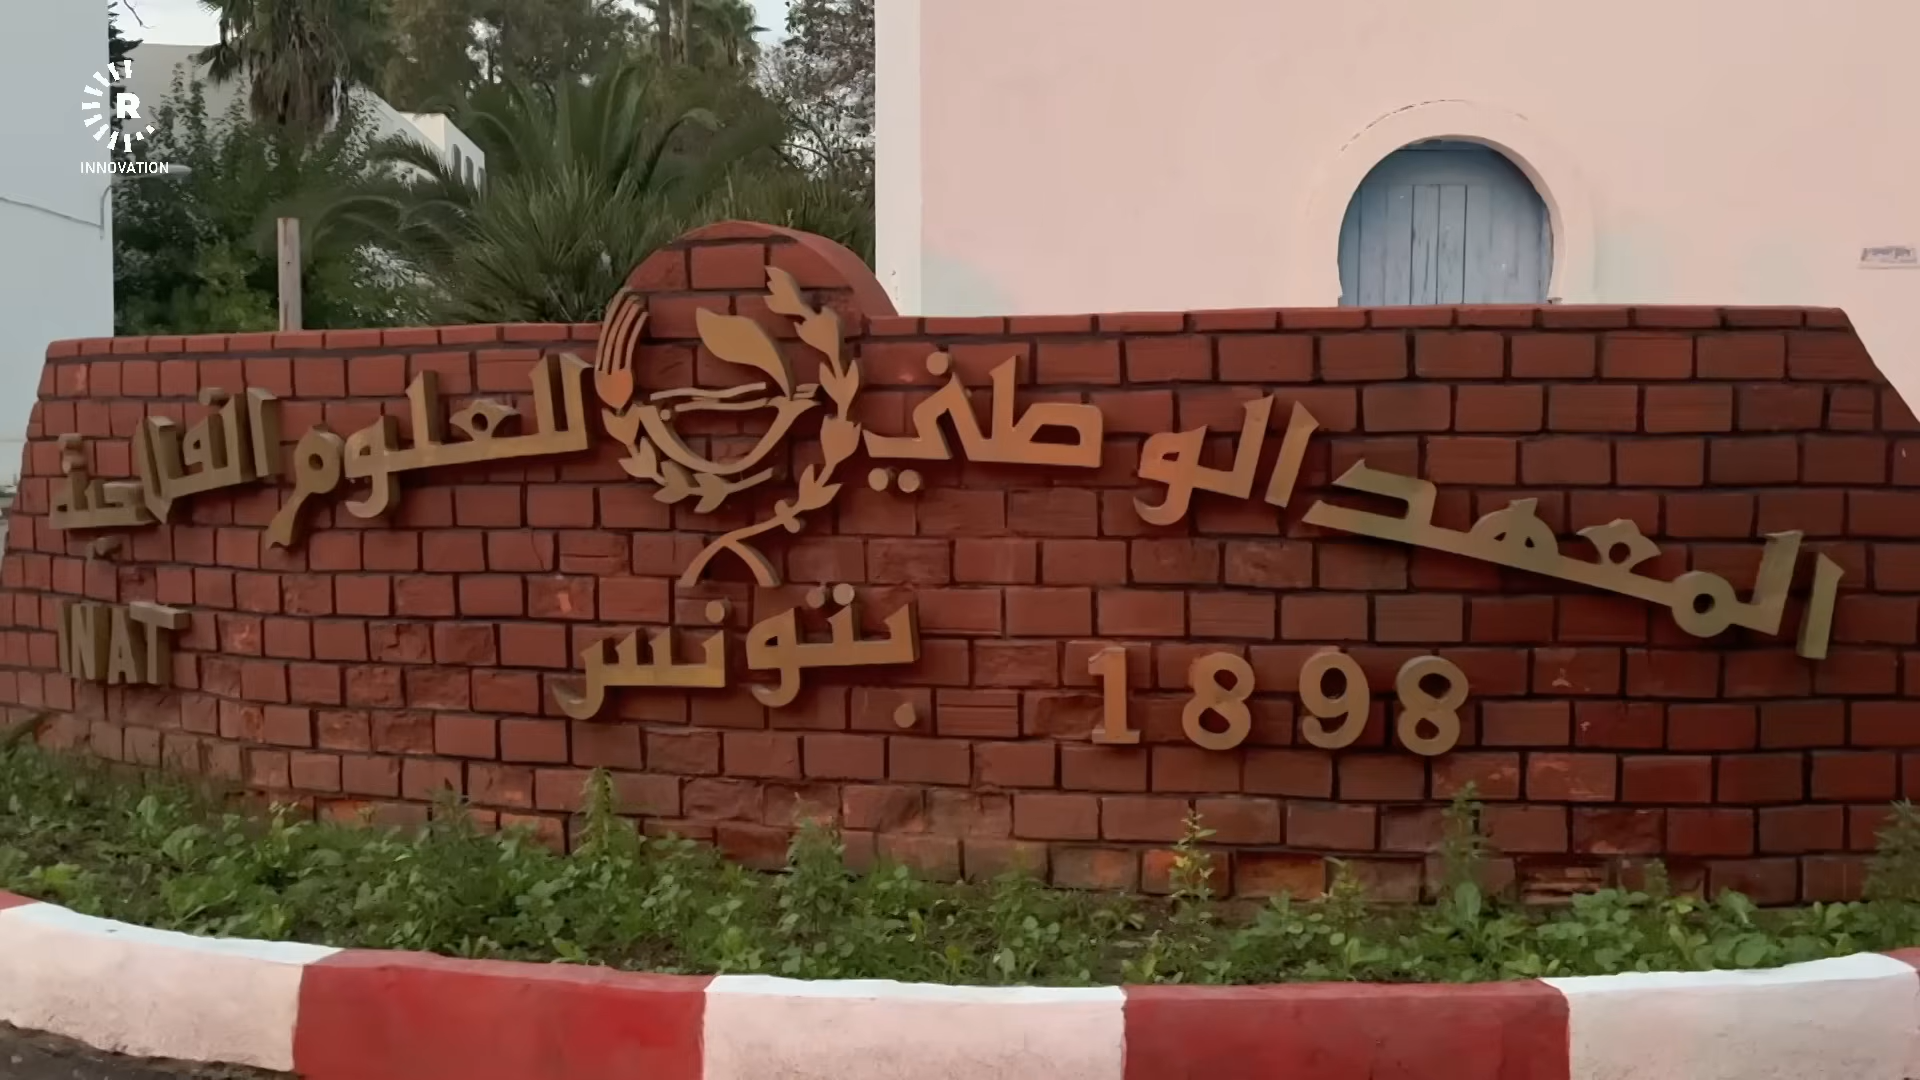 R
INNOVATION
المعهد الوطني للعلوم الفلاحية
بتونس
1898
INAT